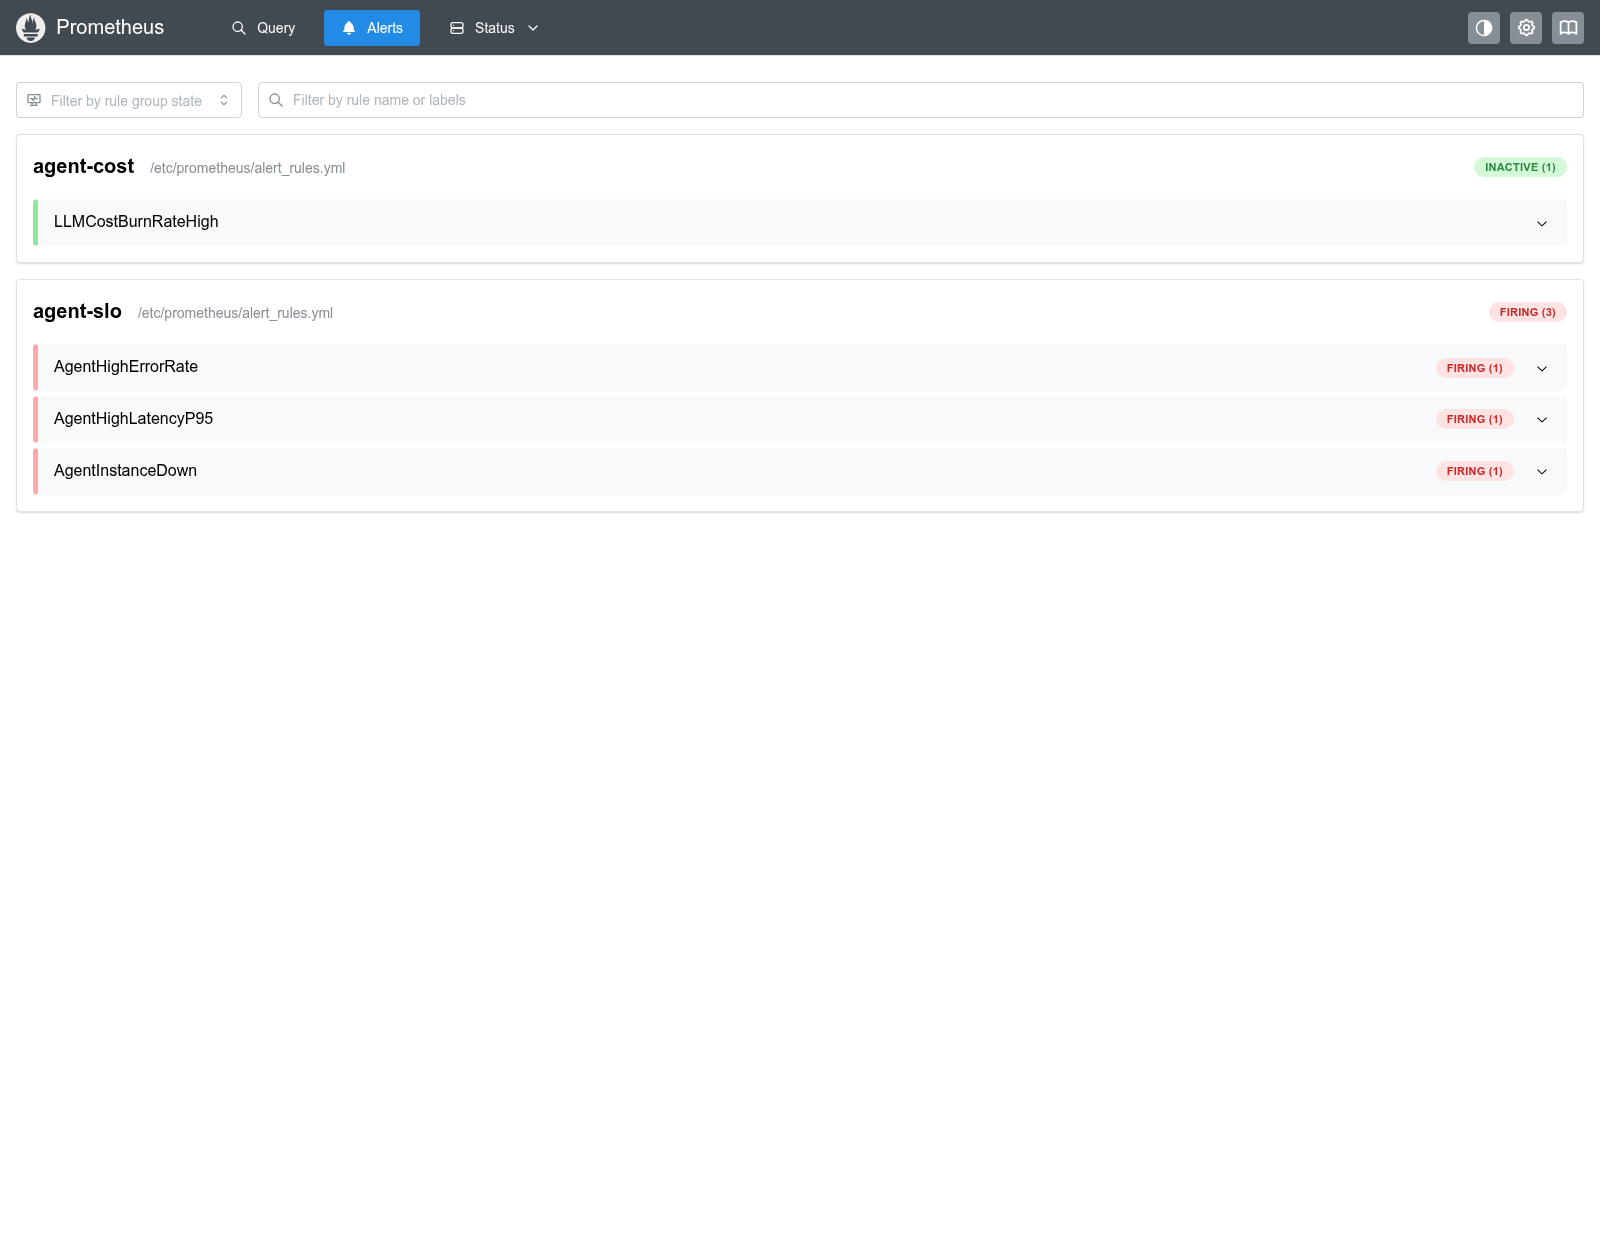 Prometheus Query Alerts Status
Filter by rule group state Filter by rule name or labels
agent-cost /etc/prometheus/alert_rules.yml INACTIVE (1)
LLMCostBurnRateHigh
agent-slo /etc/prometheus/alert_rules.yml FIRING (3)
AgentHighErrorRate FIRING (1)
AgentHighLatencyP95 FIRING (1)
AgentInstanceDown FIRING (1)